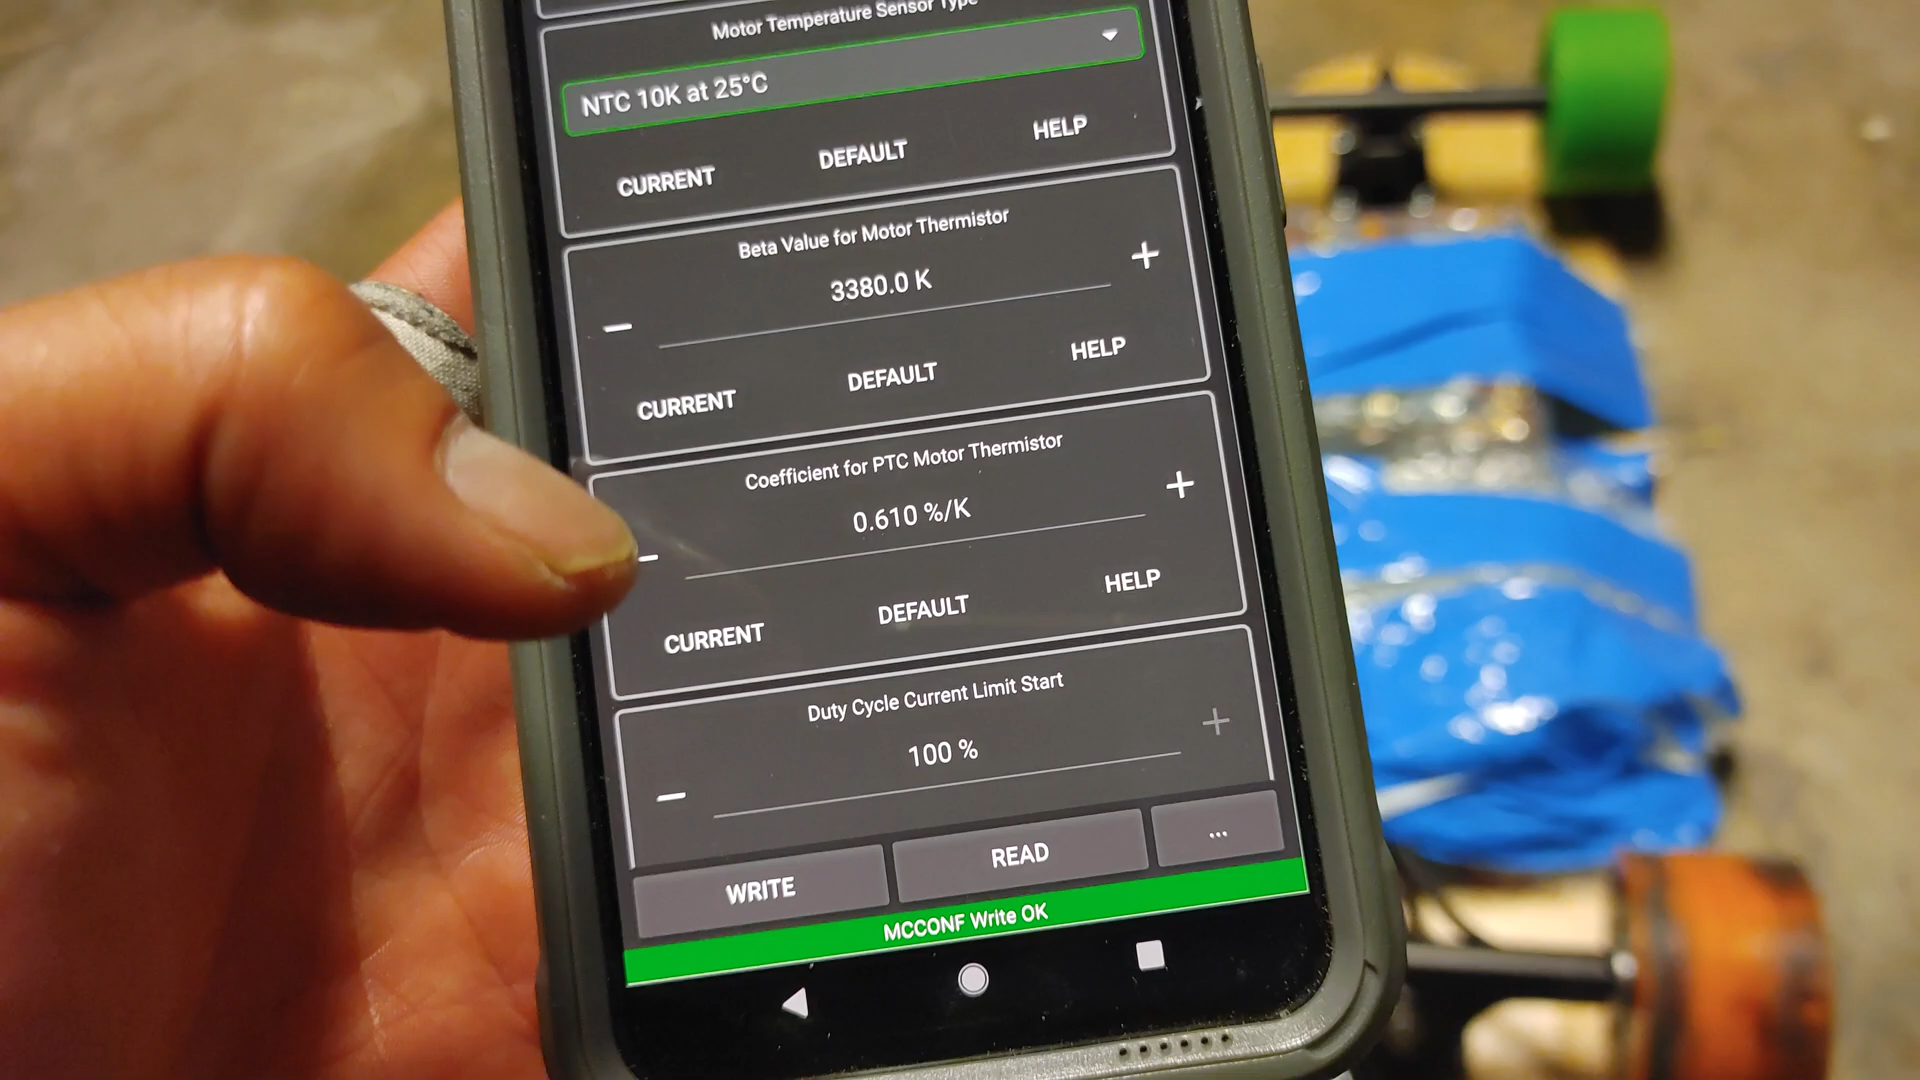 Motor Temperature Sensor Type
NTC 10K at 25°C
CURRENT DEFAULT HELP
Beta Value for Motor Thermistor
3380.0 K
CURRENT DEFAULT HELP
Coefficient for PTC Motor Thermistor
0.610 %/K
CURRENT DEFAULT HELP
Duty Cycle Current Limit Start
100 %
WRITE READ ...
MCCONF Write OK